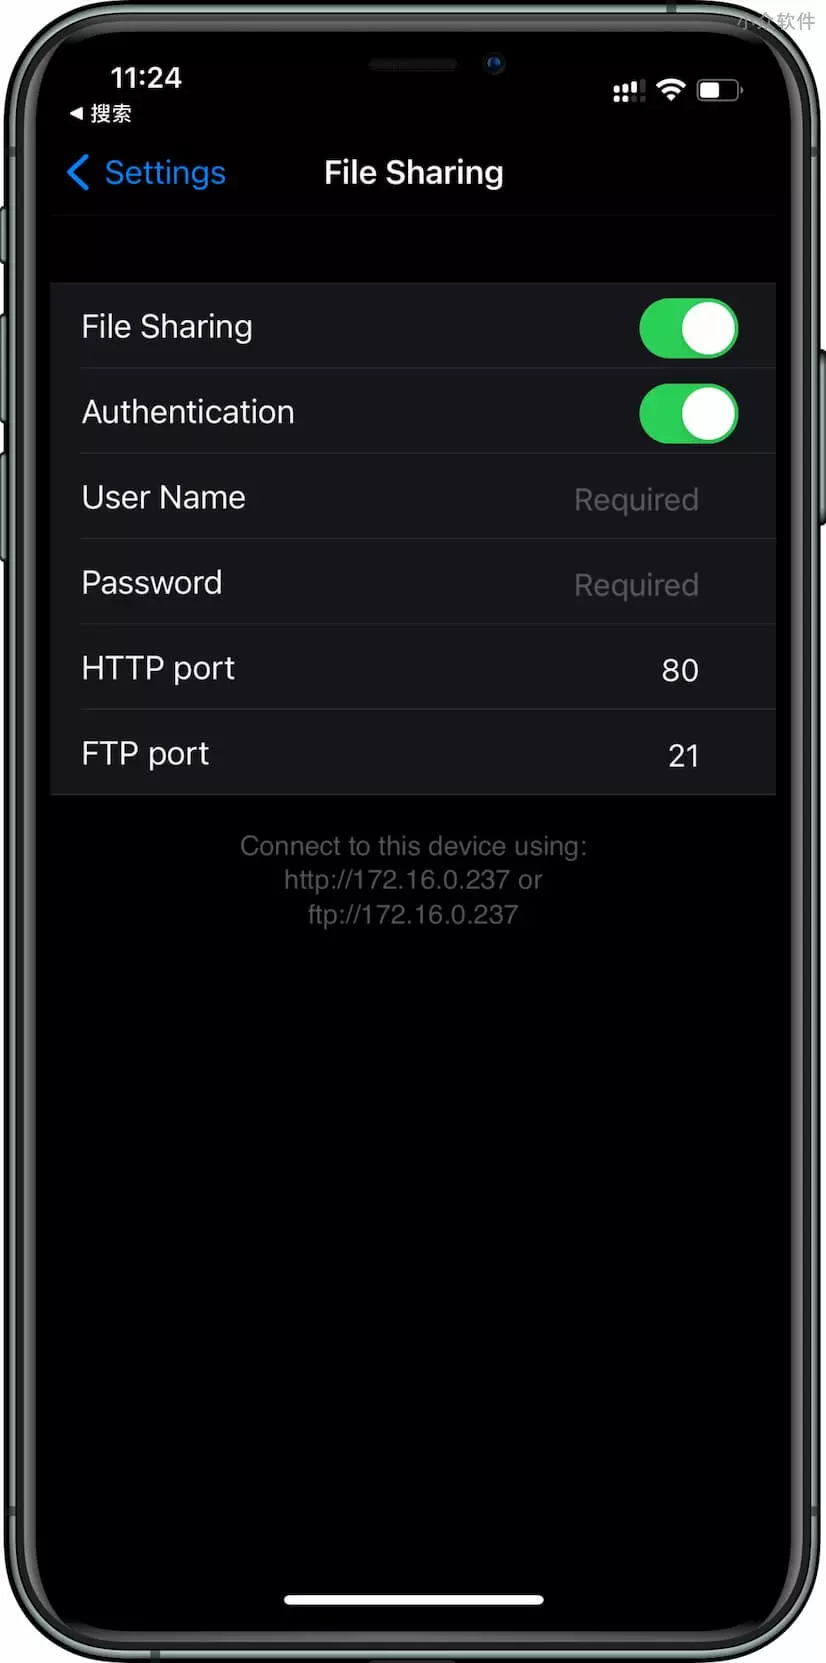 小众软件
11:24
◀ 搜索
Settings
File Sharing
File Sharing
Authentication
User Name
Required
Password
Required
HTTP port
80
FTP port
21
Connect to this device using:
http://172.16.0.237 or
ftp://172.16.0.237